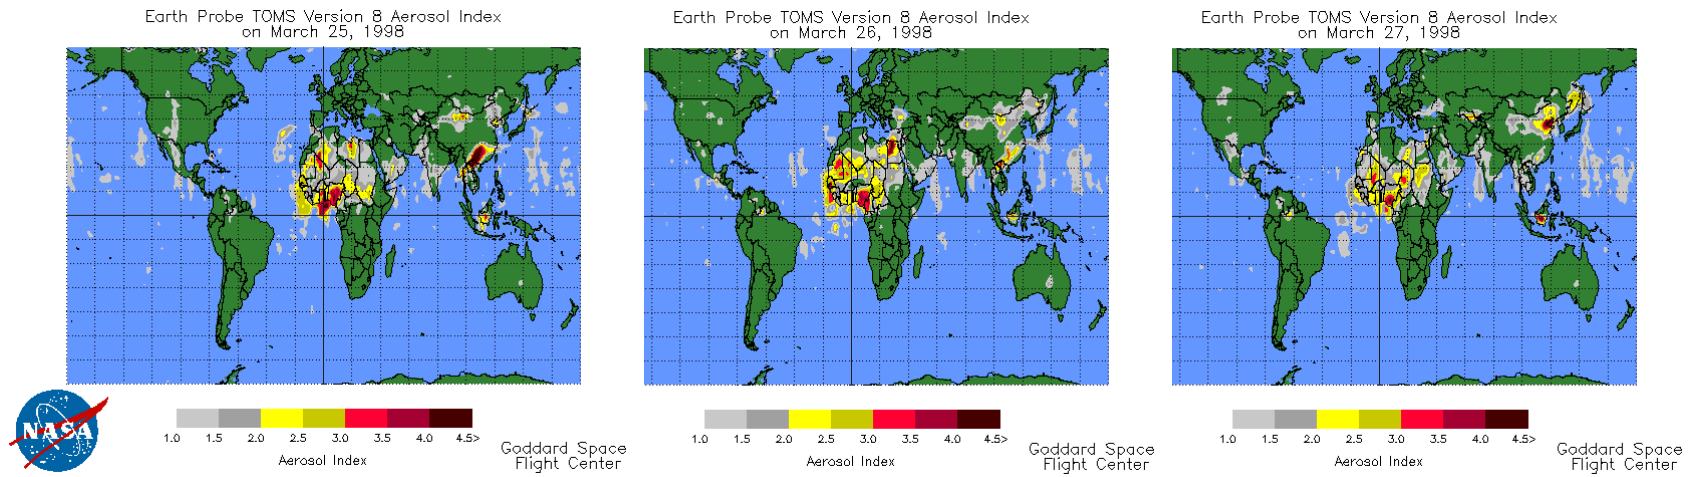 Earth Probe TOMS Version 8 Aerosol Index
on March 25, 1998
Earth Probe TOMS Version 8 Aerosol Index
on March 26, 1998
Earth Probe TOMS Version 8 Aerosol Index
on March 27, 1998
NASA
1.0 1.5 2.0 2.5 3.0 3.5 4.0 4.5>
Aerosol Index
Goddard Space
Flight Center
1.0 1.5 2.0 2.5 3.0 3.5 4.0 4.5>
Aerosol Index
Goddard Space
Flight Center
1.0 1.5 2.0 2.5 3.0 3.5 4.0 4.5>
Aerosol Index
Goddard Space
Flight Center